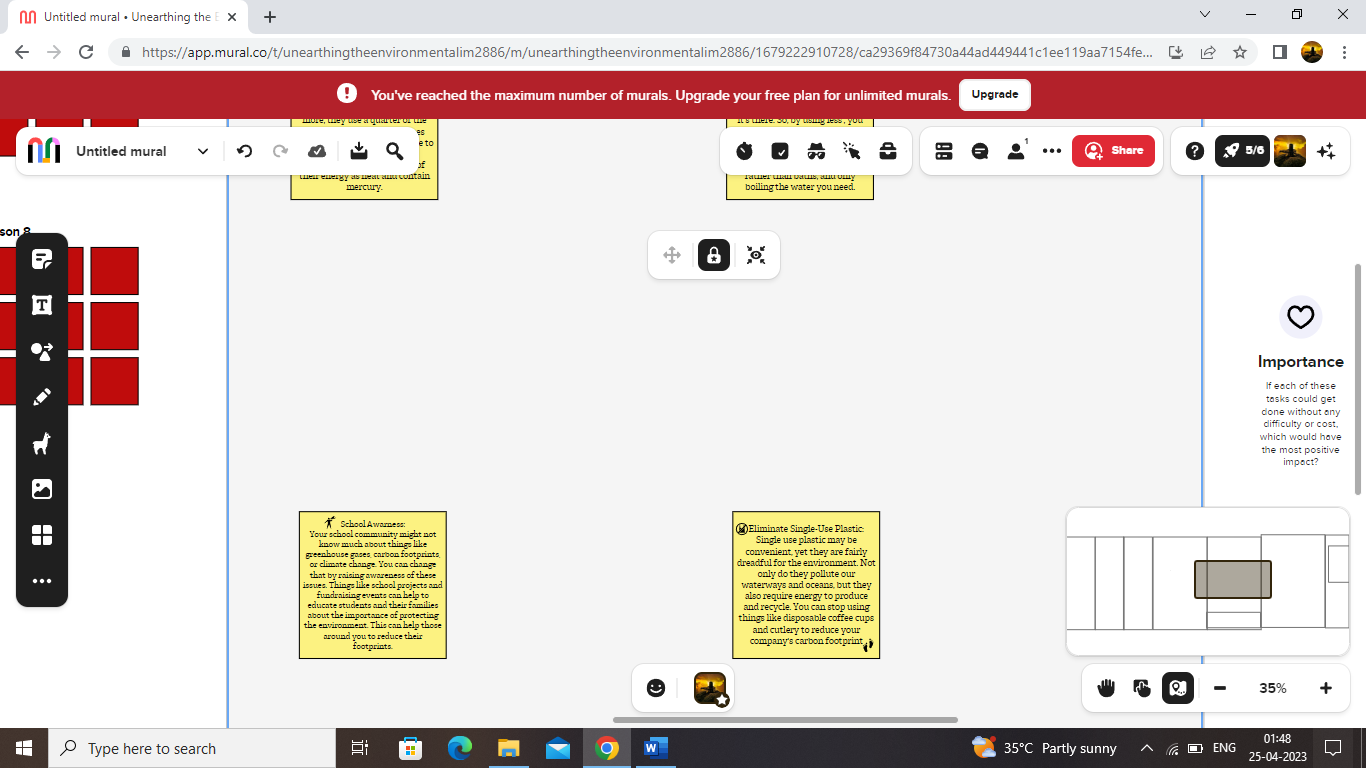 Untitled mural • Unearthing the E
https://app.mural.co/t/unearthingtheenvironmentalim2886/m/unearthingtheenvironmentalim2886/1679222910728/ca29369f84730a44ad449441c1ee119aa7154fe...
You've reached the maximum number of murals. Upgrade your free plan for unlimited murals.
Upgrade
more, they use a quarter of the
es
e to
of
their energy as heat and contain
mercury.
it's there. So, by using less, you
rather than baths, and only
boiling the water you need.
Untitled mural
1
Share
5/6
son 8
Importance
If each of these
tasks could get
done without any
difficulty or cost,
which would have
the most positive
impact?
School Awarness:
Your school community might not
know much about things like
greenhouse gases, carbon footprints,
or climate change. You can change
that by raising awareness of these
issues. Things like school projects and
fundraising events can help to
educate students and their families
about the importance of protecting
the environment. This can help those
around you to reduce their
footprints.
Eliminate Single-Use Plastic:
Single use plastic may be
convenient, yet they are fairly
dreadful for the environment. Not
only do they pollute our
waterways and oceans, but they
also require energy to produce
and recycle. You can stop using
things like disposable coffee cups
and cutlery to reduce your
company's carbon footprint.
35%
Type here to search
35°C Partly sunny
ENG
01:48
25-04-2023